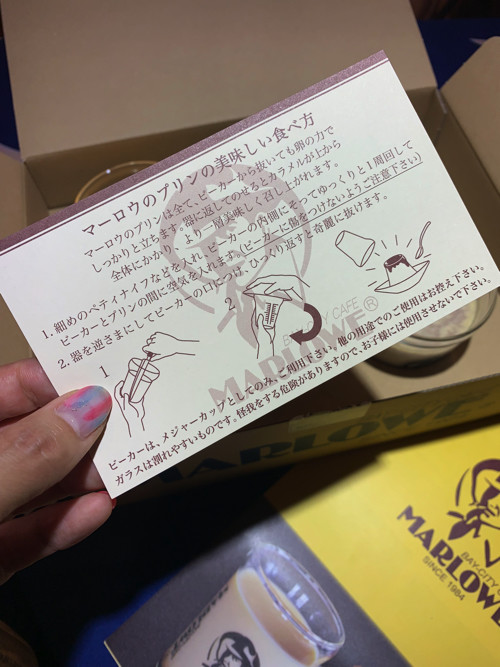 マーロウのプリンの美味しい食べ方
マーロウのプリンは全て、ビーカーから抜いても卵の力で
しっかりと立ちます。器に返してのせるとカラメルが上から
全体にかかり、より一層美味しく召し上がれます。
1. 細めのペティナイフなどを入れ、ビーカーの内側に沿ってゆっくりと1周回して
ビーカーとプリンの間に空気を入れます。(ビーカーに傷をつけないようご注意下さい)
2. 器を逆さまにしてビーカーの口につけ、ひっくり返すと奇麗に抜けます。
1
2
BAY-CITY CAFE
MARLOWE®
ビーカーは、メジャーカップとしてのみ、ご利用下さい。他の用途でのご使用はお控え下さい。
ガラスは割れやすいものです。怪我をする危険がありますので、お子様には使用させないで下さい。
MARLOWE
BAY-CITY
MARLOWE
SINCE 1984